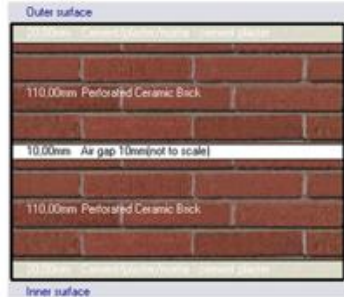 Outer surface
20,00mm Cement/plaster/mortar - cement plaster
110,00mm Perforated Ceramic Brick
10,00mm Air gap 10mm(not to scale)
110,00mm Perforated Ceramic Brick
20,00mm Cement/plaster/mortar - cement plaster
Inner surface